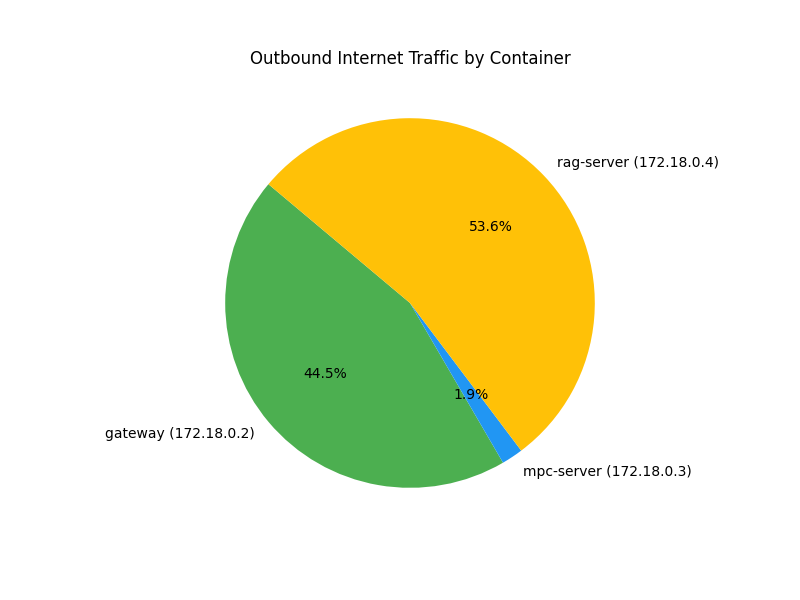 Outbound Internet Traffic by Container
rag-server (172.18.0.4)
53.6%
44.5%
1.9%
gateway (172.18.0.2)
mpc-server (172.18.0.3)